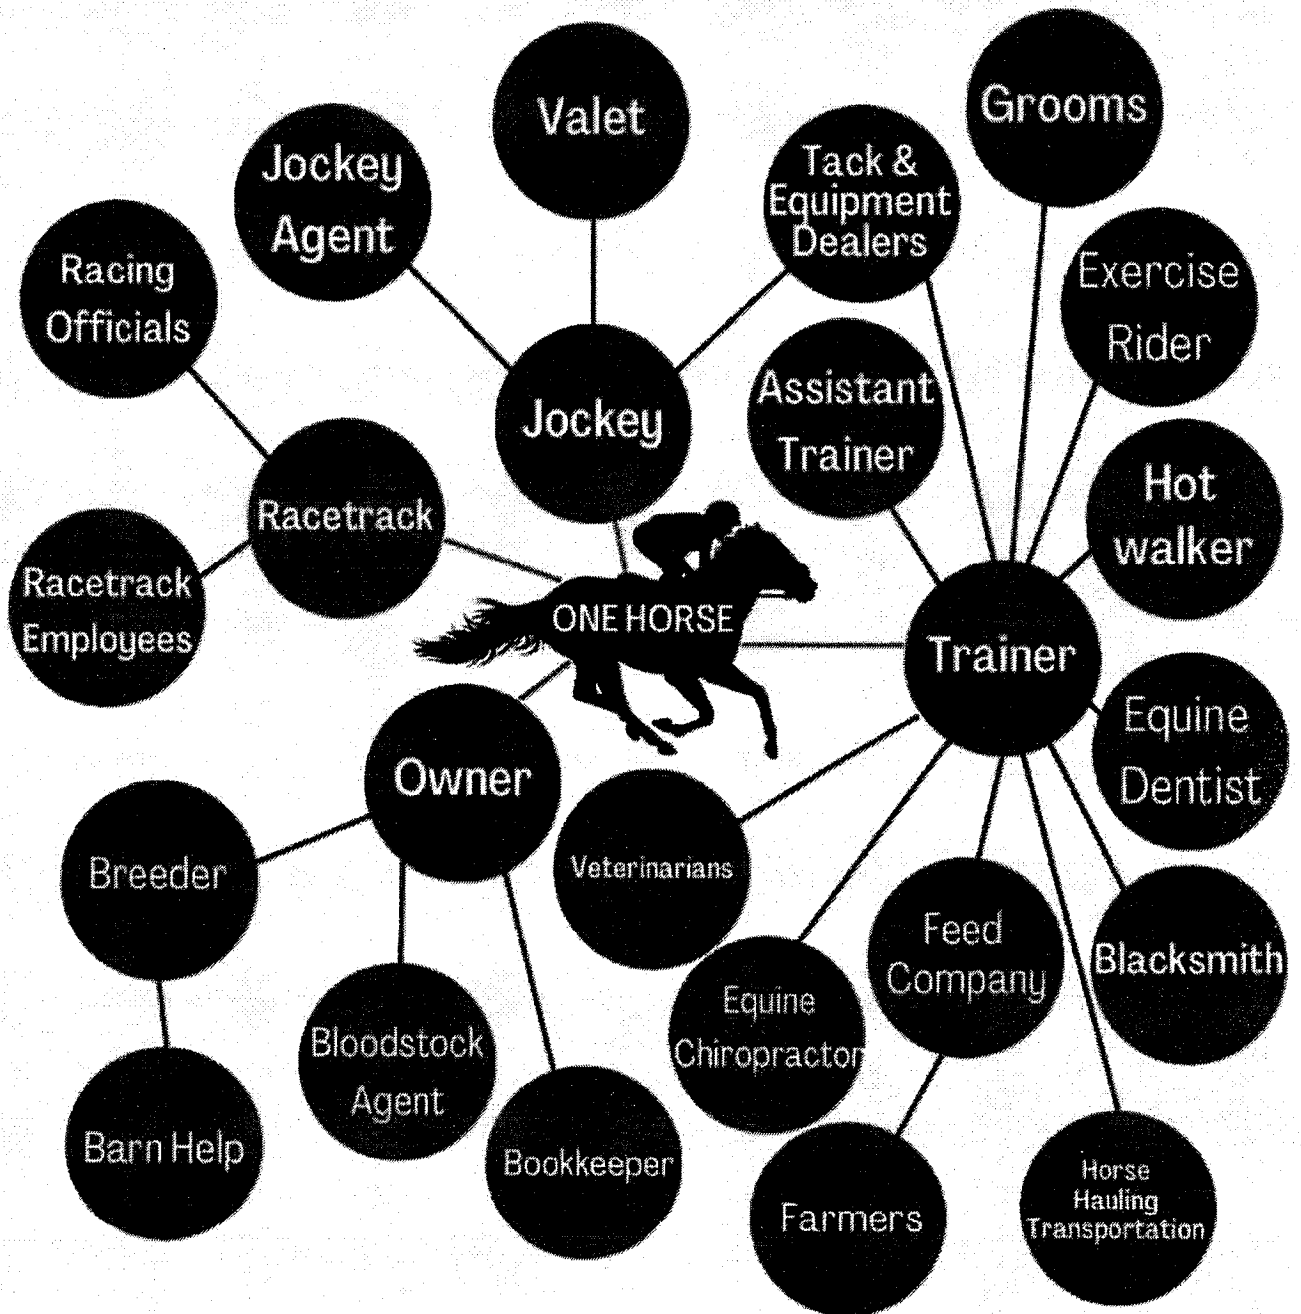 Valet
Grooms
Jockey
Agent
Tack &
Equipment
Dealers
Racing
Officials
Exercise
Rider
Jockey
Assistant
Trainer
Hot
walker
Racetrack
Racetrack
Employees
ONE HORSE
Trainer
Equine
Dentist
Owner
Breeder
Veterinarians
Feed
Company
Blacksmith
Bloodstock
Agent
Equine
Chiropractor
Barn Help
Bookkeeper
Farmers
Horse
Hauling
Transportation